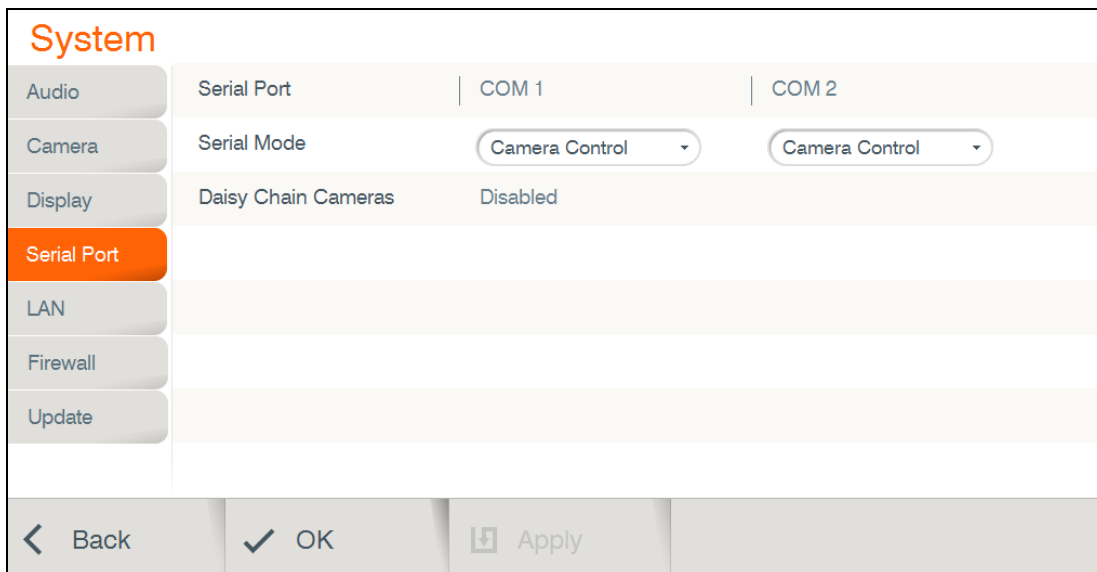 System
Audio
Camera
Display
Serial Port
LAN
Firewall
Update
Serial Port COM 1 COM 2
Serial Mode Camera Control Camera Control
Daisy Chain Cameras Disabled
Back OK Apply